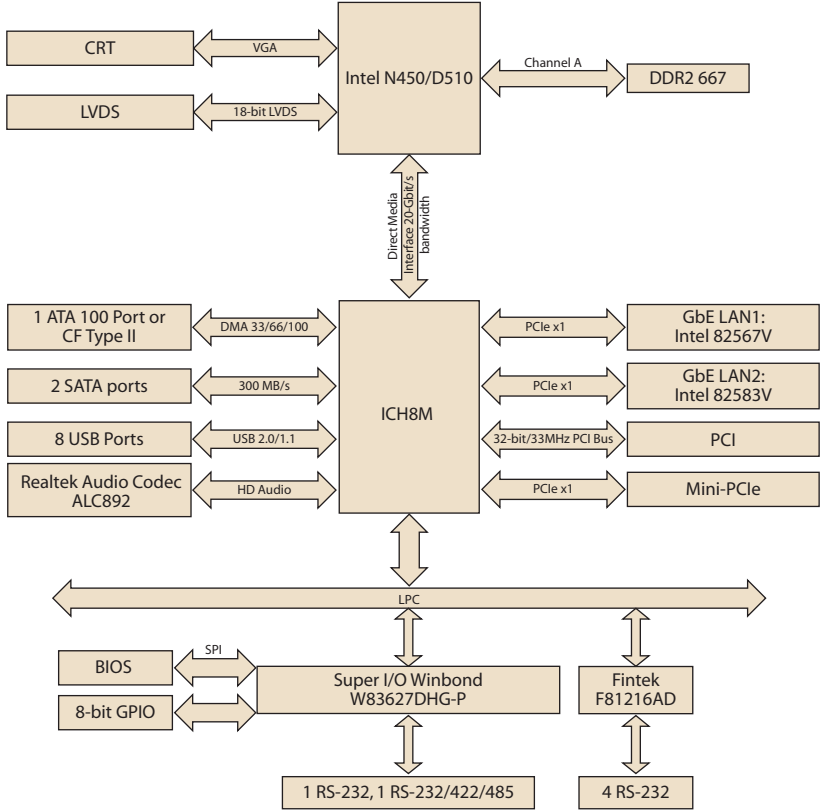 CRT
VGA
Intel N450/D510
Channel A
DDR2 667
LVDS
18-bit LVDS
Direct Media
Interface 20-Gbit/s
bandwidth
1 ATA 100 Port or
CF Type II
DMA 33/66/100
PCIe x1
GbE LAN1:
Intel 82567V
2 SATA ports
300 MB/s
ICH8M
PCIe x1
GbE LAN2:
Intel 82583V
8 USB Ports
USB 2.0/1.1
32-bit/33MHz PCI Bus
PCI
Realtek Audio Codec
ALC892
HD Audio
PCIe x1
Mini-PCIe
LPC
BIOS
SPI
Super I/O Winbond
W83627DHG-P
Fintek
F81216AD
8-bit GPIO
1 RS-232, 1 RS-232/422/485
4 RS-232